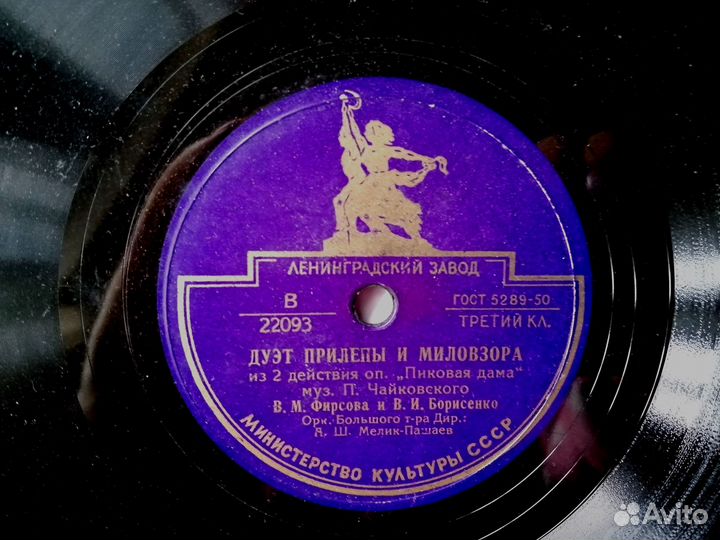 ЛЕНИНГРАДСКИЙ ЗАВОД
В
22093
ГОСТ 5289-50
ТРЕТИЙ КЛ.
ДУЭТ ПРИЛЕПЫ И МИЛОВЗОРА
из 2 действия оп. „Пиковая дама“
муз. П. Чайковского
В. М. Фирсова и В. И. Борисенко
Орк. Большого т-ра Дир.:
А. Ш. Мелик-Пашаев
МИНИСТЕРСТВО КУЛЬТУРЫ СССР
Avito